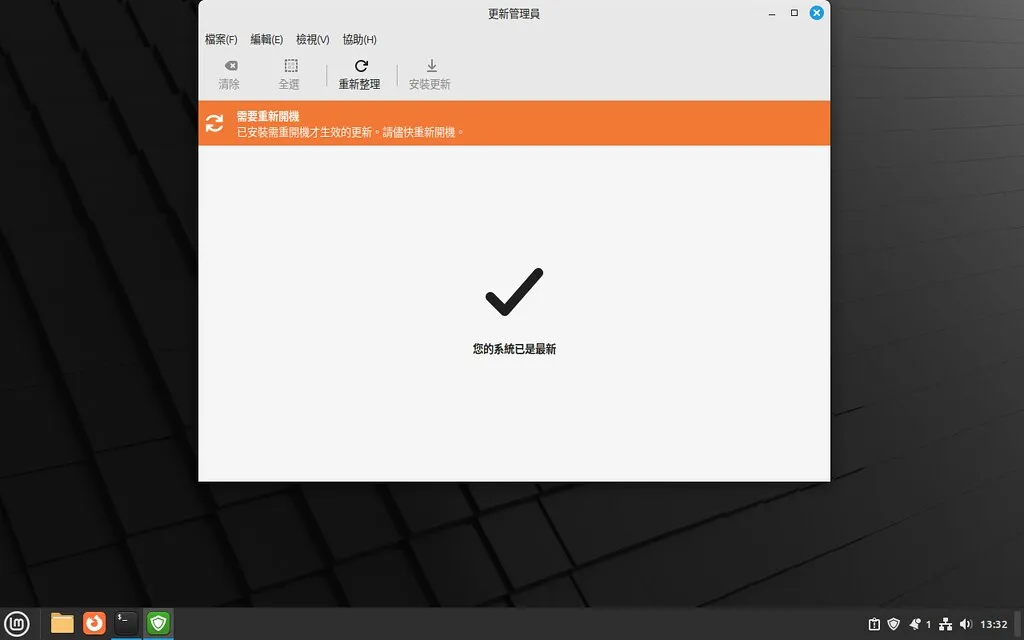 更新管理員
檔案(F) 編輯(E) 檢視(V) 協助(H)
清除 全選 重新整理 安裝更新
需要重新開機
已安裝需重開機才生效的更新。請儘快重新開機。
您的系統已是最新
lm $_ 1 13:32